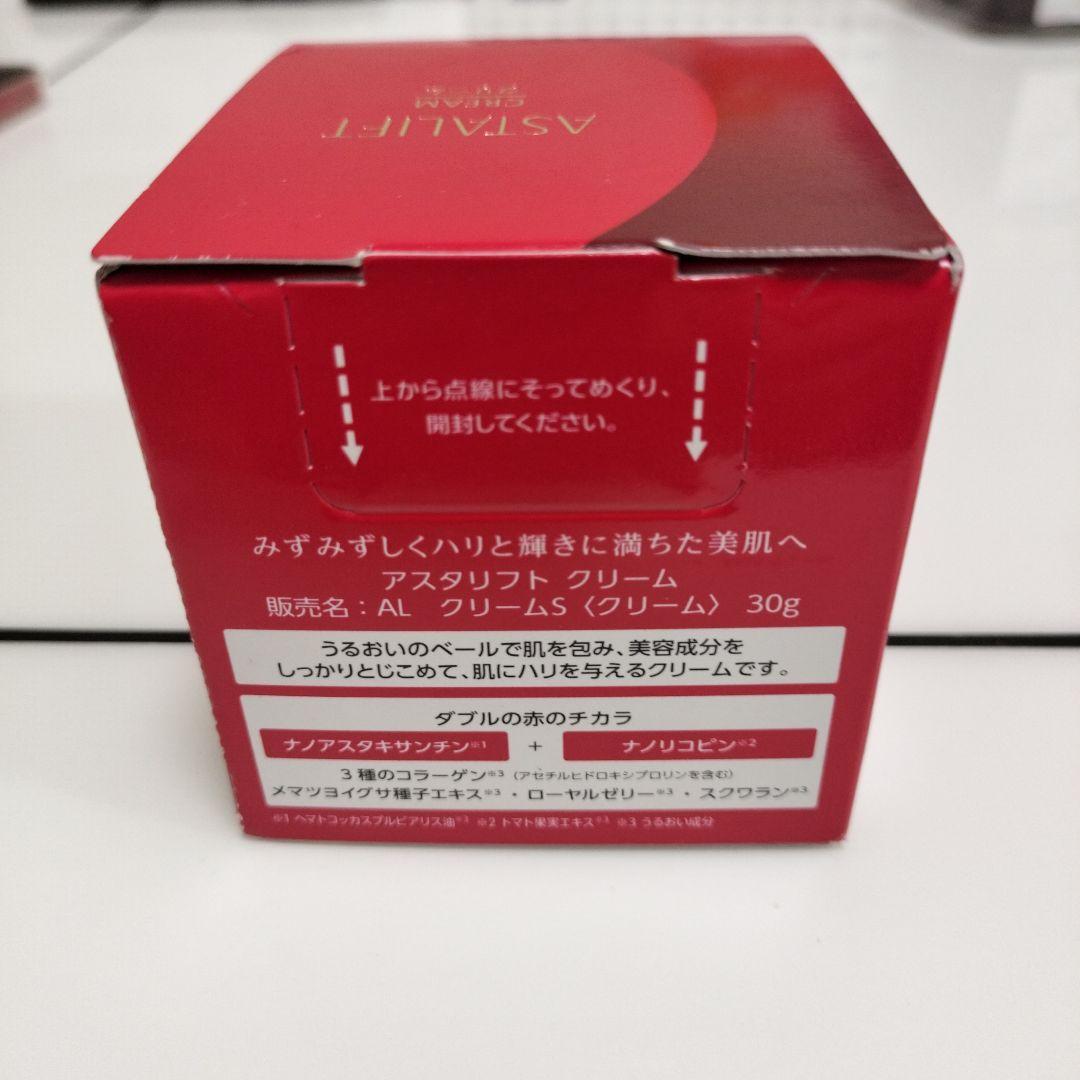 ASTALIFT
CREAM
クリーム
上から点線にそってめくり、
開封してください。
みずみずしくハリと輝きに満ちた美肌へ
アスタリフト クリーム
販売名：AL クリームS〈クリーム〉 30g
うるおいのベールで肌を包み、美容成分を
しっかりとじこめて、肌にハリを与えるクリームです。
ダブルの赤のチカラ
ナノアスタキサンチン※1 + ナノリコピン※2
3種のコラーゲン※3（アセチルヒドロキシプロリンを含む）
メマツヨイグサ種子エキス※3・ローヤルゼリー※3・スクワラン※3
※1 ヘマトコッカスプルビアリス油※3 ※2 トマト果実エキス※3 ※3 うるおい成分